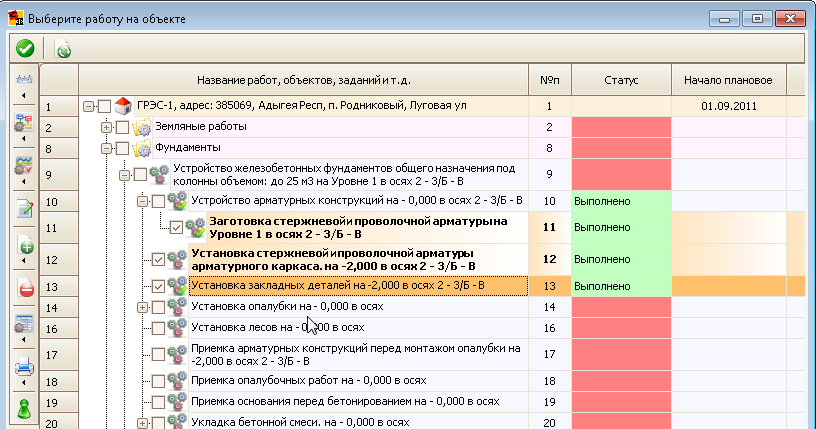 Выберите работу на объекте
Название работ, объектов, заданий и т.д. №п Статус Начало плановое
1 ГРЭС-1, адрес: 385069, Адыгея Респ, п. Родниковый, Луговая ул 1 01.09.2011
2 Земляные работы 2
8 Фундаменты 8
9 Устройство железобетонных фундаментов общего назначения под
колонны объемом: до 25 м3 на Уровне 1 в осях 2 - 3/Б - В 9
10 Устройство арматурных конструкций на - 0,000 в осях 2 - 3/Б - В 10 Выполнено
11 Заготовка стержневой и проволочной арматуры на
Уровне 1 в осях 2 - 3/Б - В 11 Выполнено
12 Установка стержневой и проволочной арматуры
арматурного каркаса. на -2,000 в осях 2 - 3/Б - В 12 Выполнено
13 Установка закладных деталей на -2,000 в осях 2 - 3/Б - В 13 Выполнено
14 Установка опалубки на - 0,000 в осях 14
16 Установка лесов на - 0,000 в осях 16
17 Приемка арматурных конструкций перед монтажом опалубки на
-2,000 в осях 2 - 3/Б - В 17
18 Приемка опалубочных работ на - 0,000 в осях 18
19 Приемка основания перед бетонированием на - 0,000 в осях 19
20 Укладка бетонной смеси. на - 0,000 в осях 20